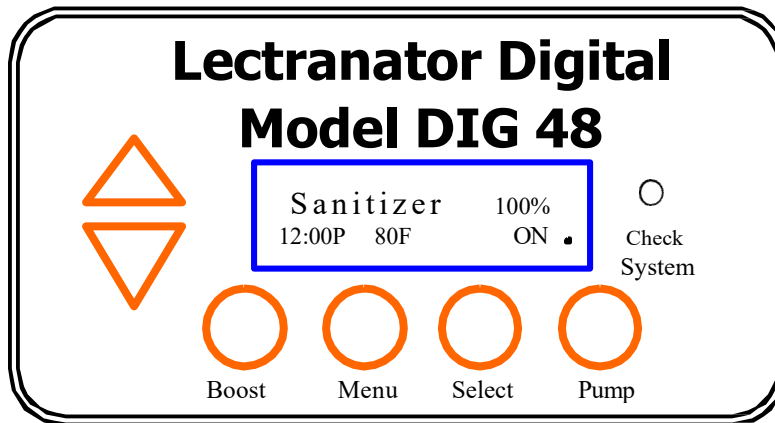 Lectranator Digital
Model DIG 48
Sanitizer 100%
12:00P 80F ON .
Check
System
Boost Menu Select Pump